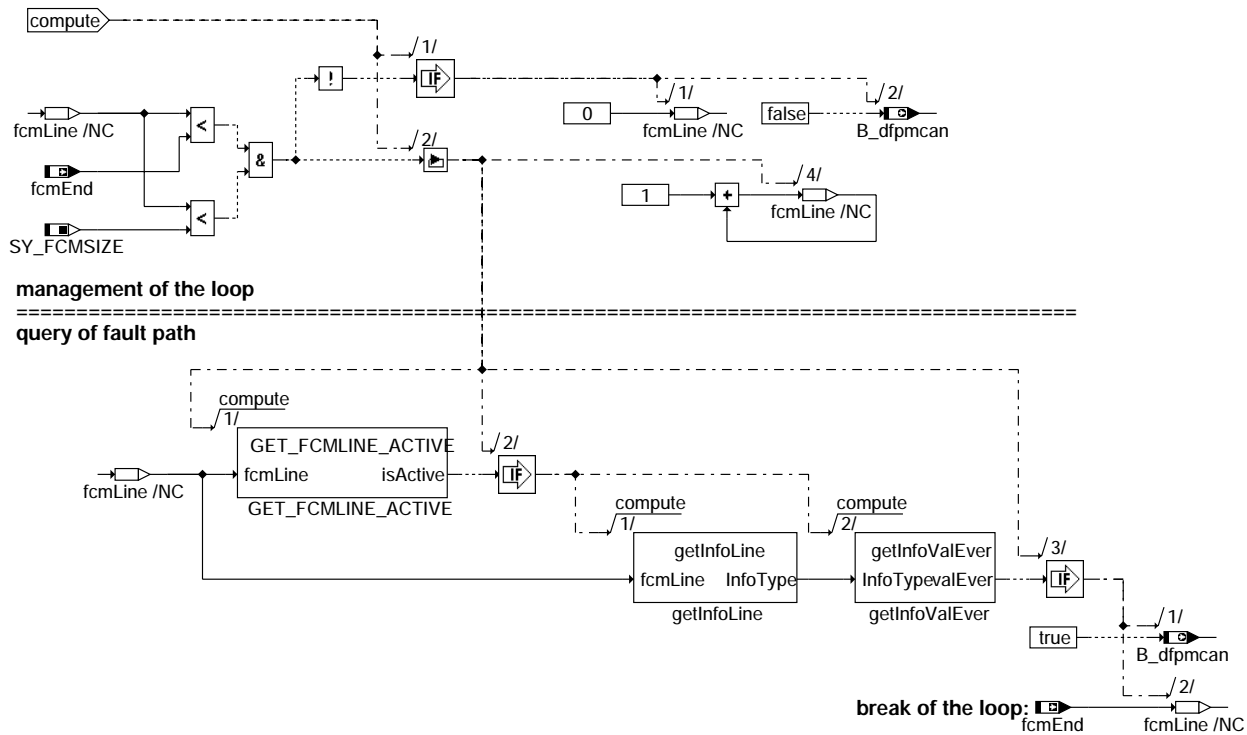 compute
/1/
!
IF
/1/
/2/
0
false
fcmLine /NC
B_dfpmcan
fcmLine /NC
<
&
/2/
fcmEnd
<
/4/
1
+
fcmLine /NC
SY_FCMSIZE
management of the loop
================================================================================
query of fault path
compute
1/
GET_FCMLINE_ACTIVE
/2/
fcmLine
isActive
IF
fcmLine /NC
GET_FCMLINE_ACTIVE
compute
1/
compute
2/
getInfoLine
getInfoValEver
/3/
fcmLine
InfoType
InfoTypevalEver
IF
getInfoLine
getInfoValEver
/1/
true
B_dfpmcan
/2/
break of the loop:
fcmEnd
fcmLine /NC